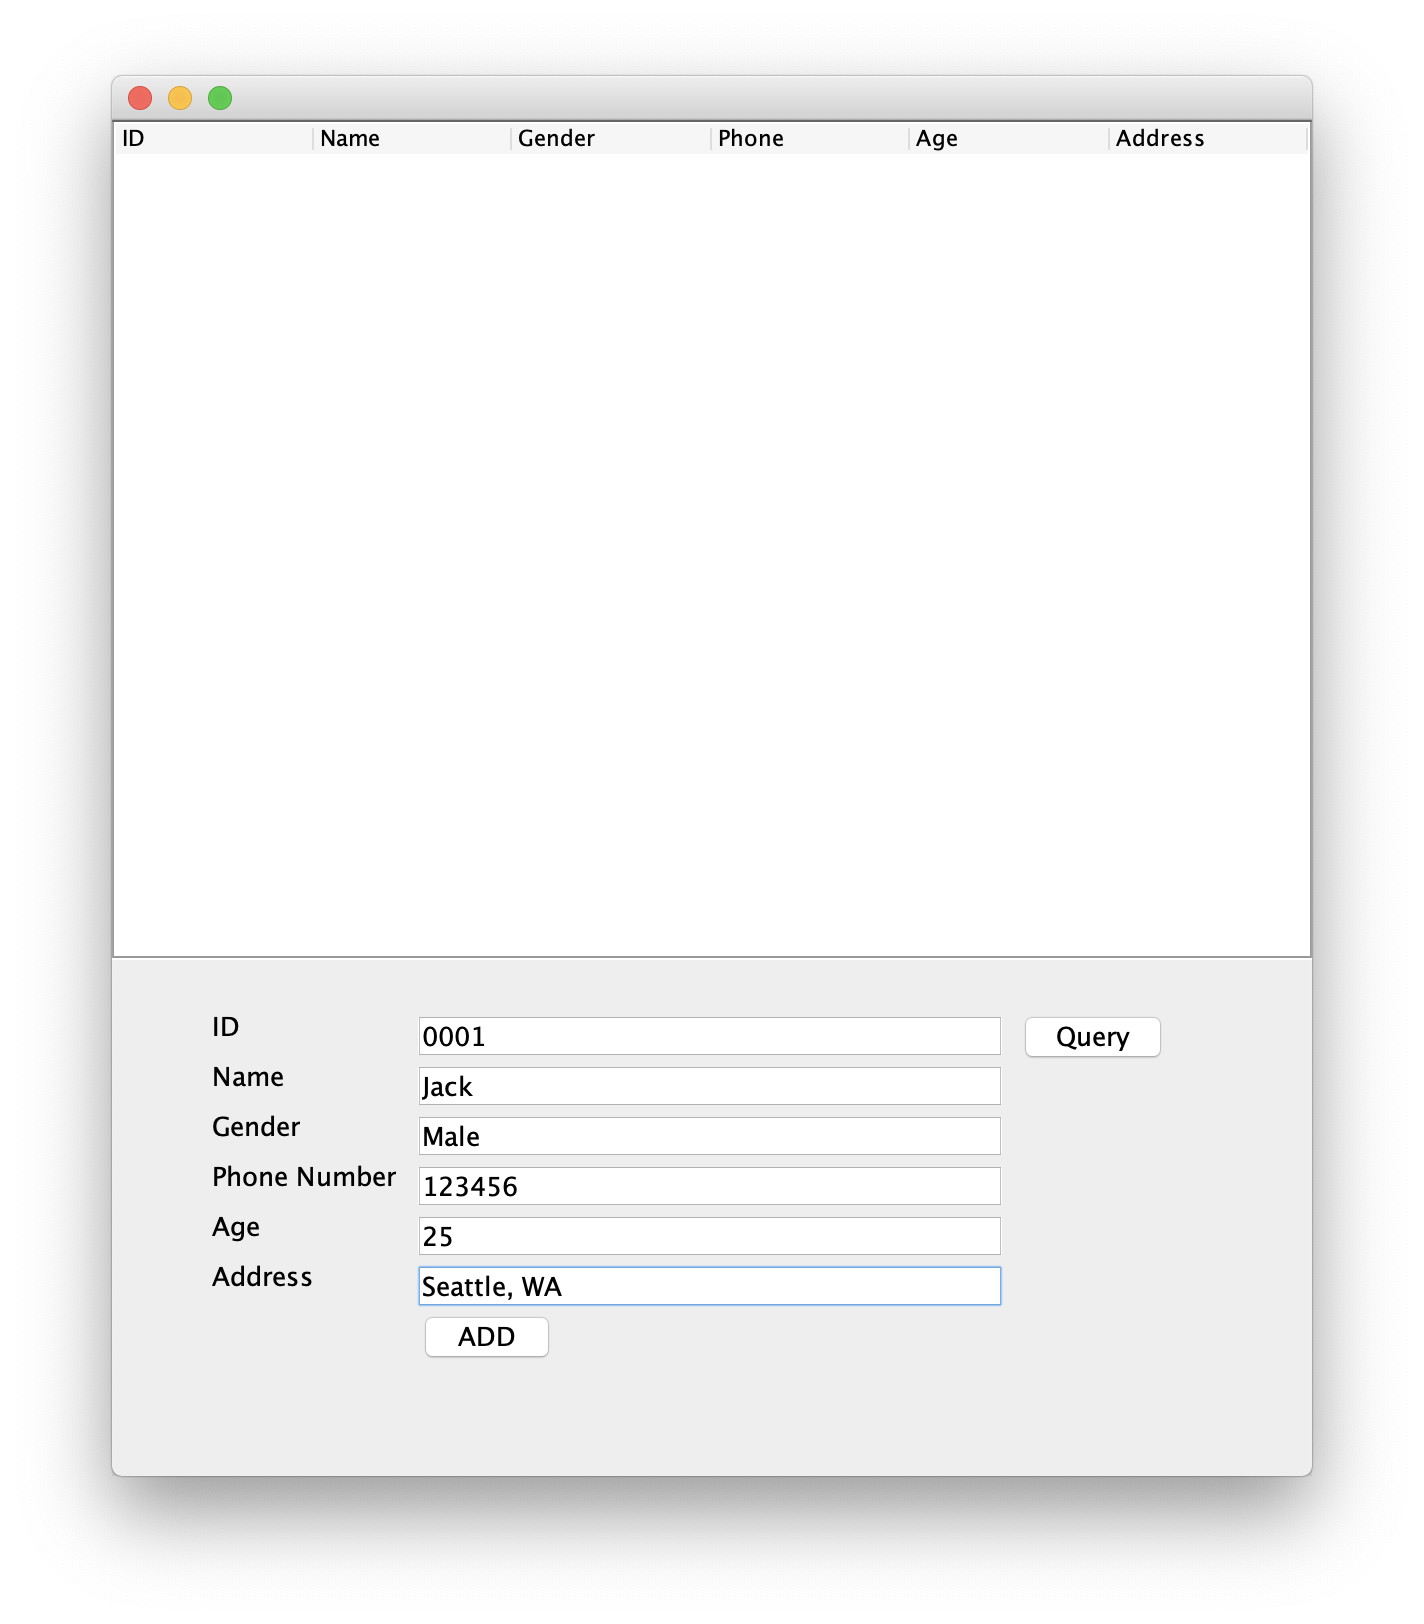 ID Name Gender Phone Age Address
ID 0001 Query
Name Jack
Gender Male
Phone Number 123456
Age 25
Address Seattle, WA
ADD